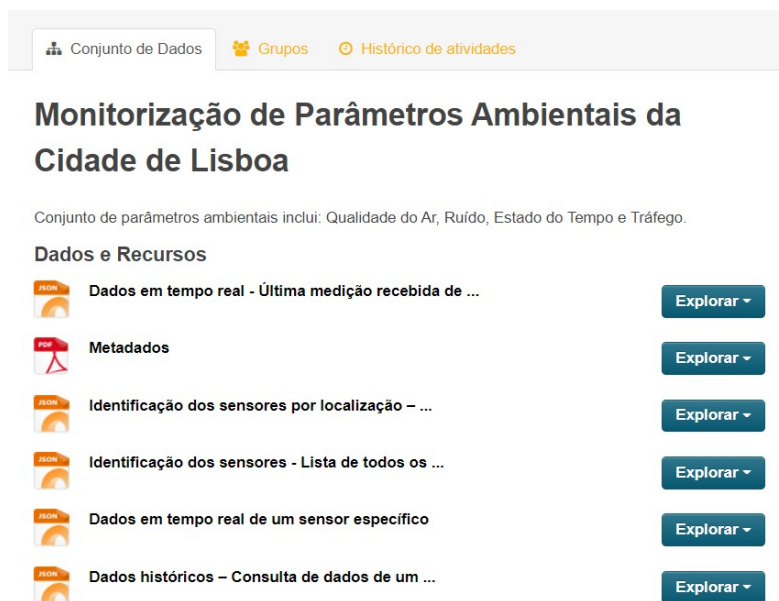 Conjunto de Dados Grupos Histórico de atividades
Monitorização de Parâmetros Ambientais da
Cidade de Lisboa
Conjunto de parâmetros ambientais inclui: Qualidade do Ar, Ruído, Estado do Tempo e Tráfego.
Dados e Recursos
JSON Dados em tempo real - Última medição recebida de ... Explorar
PDF Metadados Explorar
JSON Identificação dos sensores por localização – ... Explorar
JSON Identificação dos sensores - Lista de todos os ... Explorar
JSON Dados em tempo real de um sensor específico Explorar
JSON Dados históricos – Consulta de dados de um ... Explorar